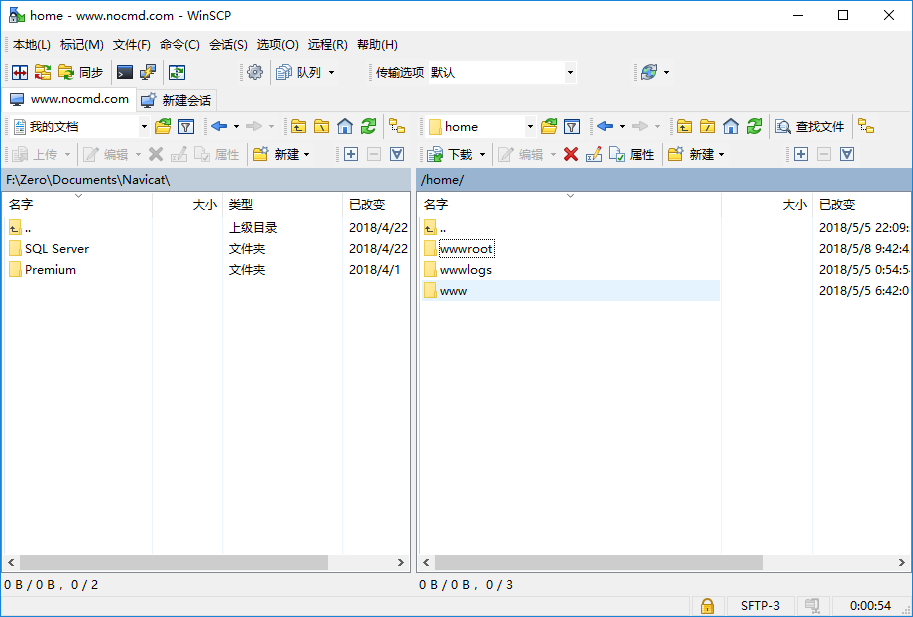 home - www.nocmd.com - WinSCP
本地(L) 标记(M) 文件(F) 命令(C) 会话(S) 选项(O) 远程(R) 帮助(H)
同步 队列 传输选项 默认
www.nocmd.com 新建会话
我的文档 home 查找文件
上传 编辑 属性 新建 下载 编辑 属性 新建
F:\Zero\Documents\Navicat\ /home/
名字 大小 类型 已改变 名字 大小 已改变
.. 上级目录 2018/4/22 .. 2018/5/5 22:09:
SQL Server 文件夹 2018/4/22 wwwroot 2018/5/8 9:42:4
Premium 文件夹 2018/4/1 wwwlogs 2018/5/5 0:54:5
www 2018/5/5 6:42:0
0 B / 0 B, 0 / 2 0 B / 0 B, 0 / 3
SFTP-3 0:00:54